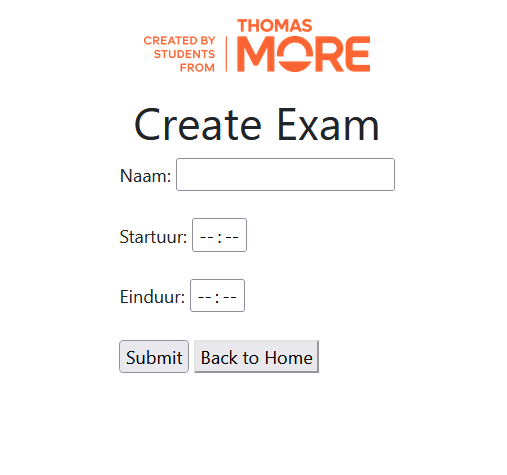 CREATED BY
STUDENTS
FROM
THOMAS
MORE
Create Exam
Naam:
Startuur: --:--
Einduur: --:--
Submit Back to Home